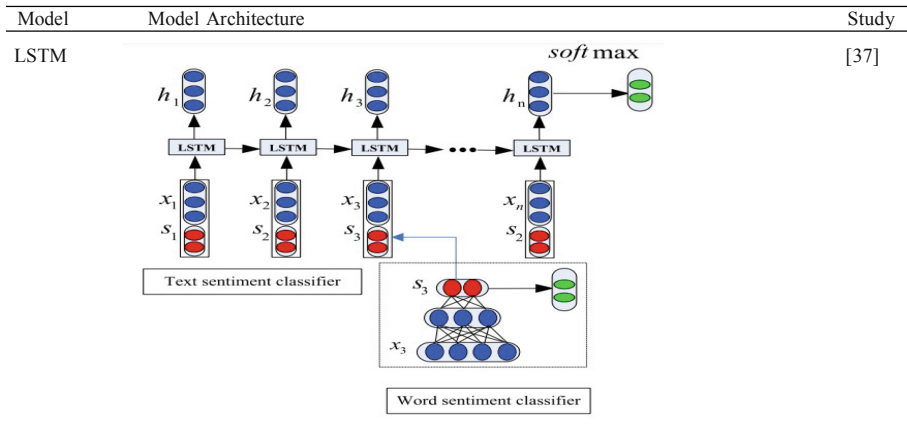 Model Model Architecture Study
LSTM [37]
soft max
h1 h2 h3 hn
LSTM LSTM LSTM LSTM
x1 x2 x3 xn
s1 s2 s3 s2
Text sentiment classifier
s3
x3
Word sentiment classifier